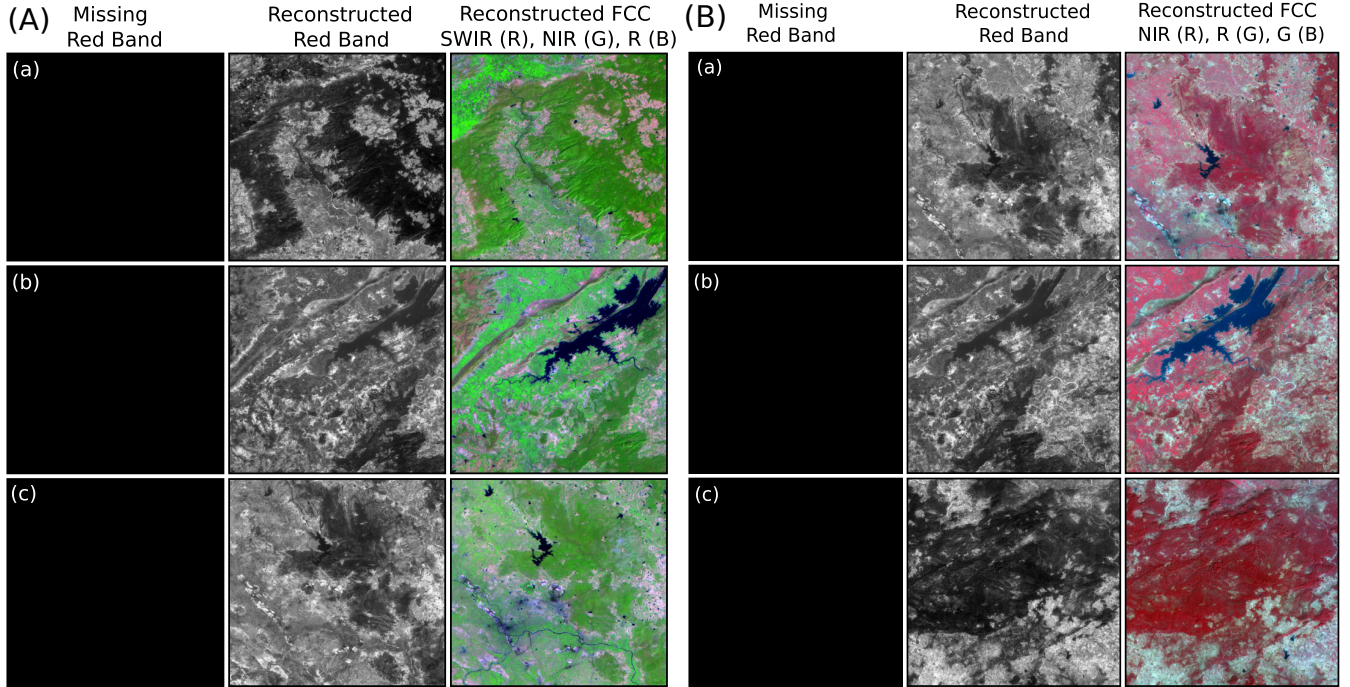 (A)
Missing
Red Band
Reconstructed
Red Band
Reconstructed FCC
SWIR (R), NIR (G), R (B)
(a)
(b)
(c)
(B)
Missing
Red Band
Reconstructed
Red Band
Reconstructed FCC
NIR (R), R (G), G (B)
(a)
(b)
(c)